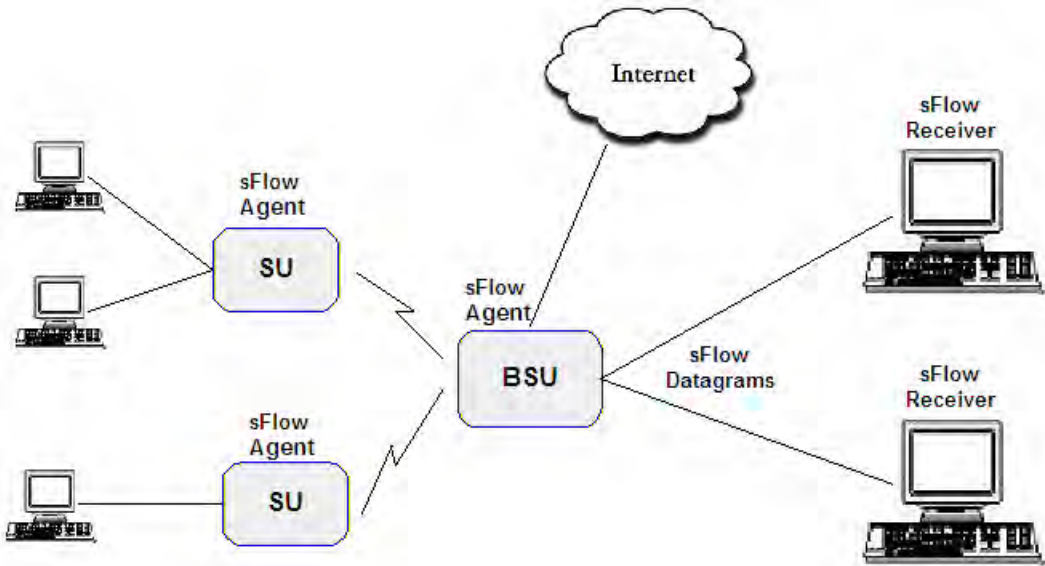 Internet
sFlow
Receiver
sFlow
Agent
SU
sFlow
Agent
BSU
sFlow
Datagrams
sFlow
Receiver
sFlow
Agent
SU